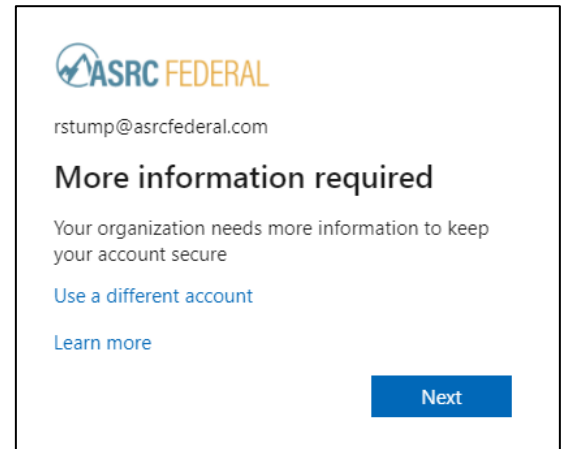 ASRC FEDERAL
rstump@asrcfederal.com
More information required
Your organization needs more information to keep
your account secure
Use a different account
Learn more
Next